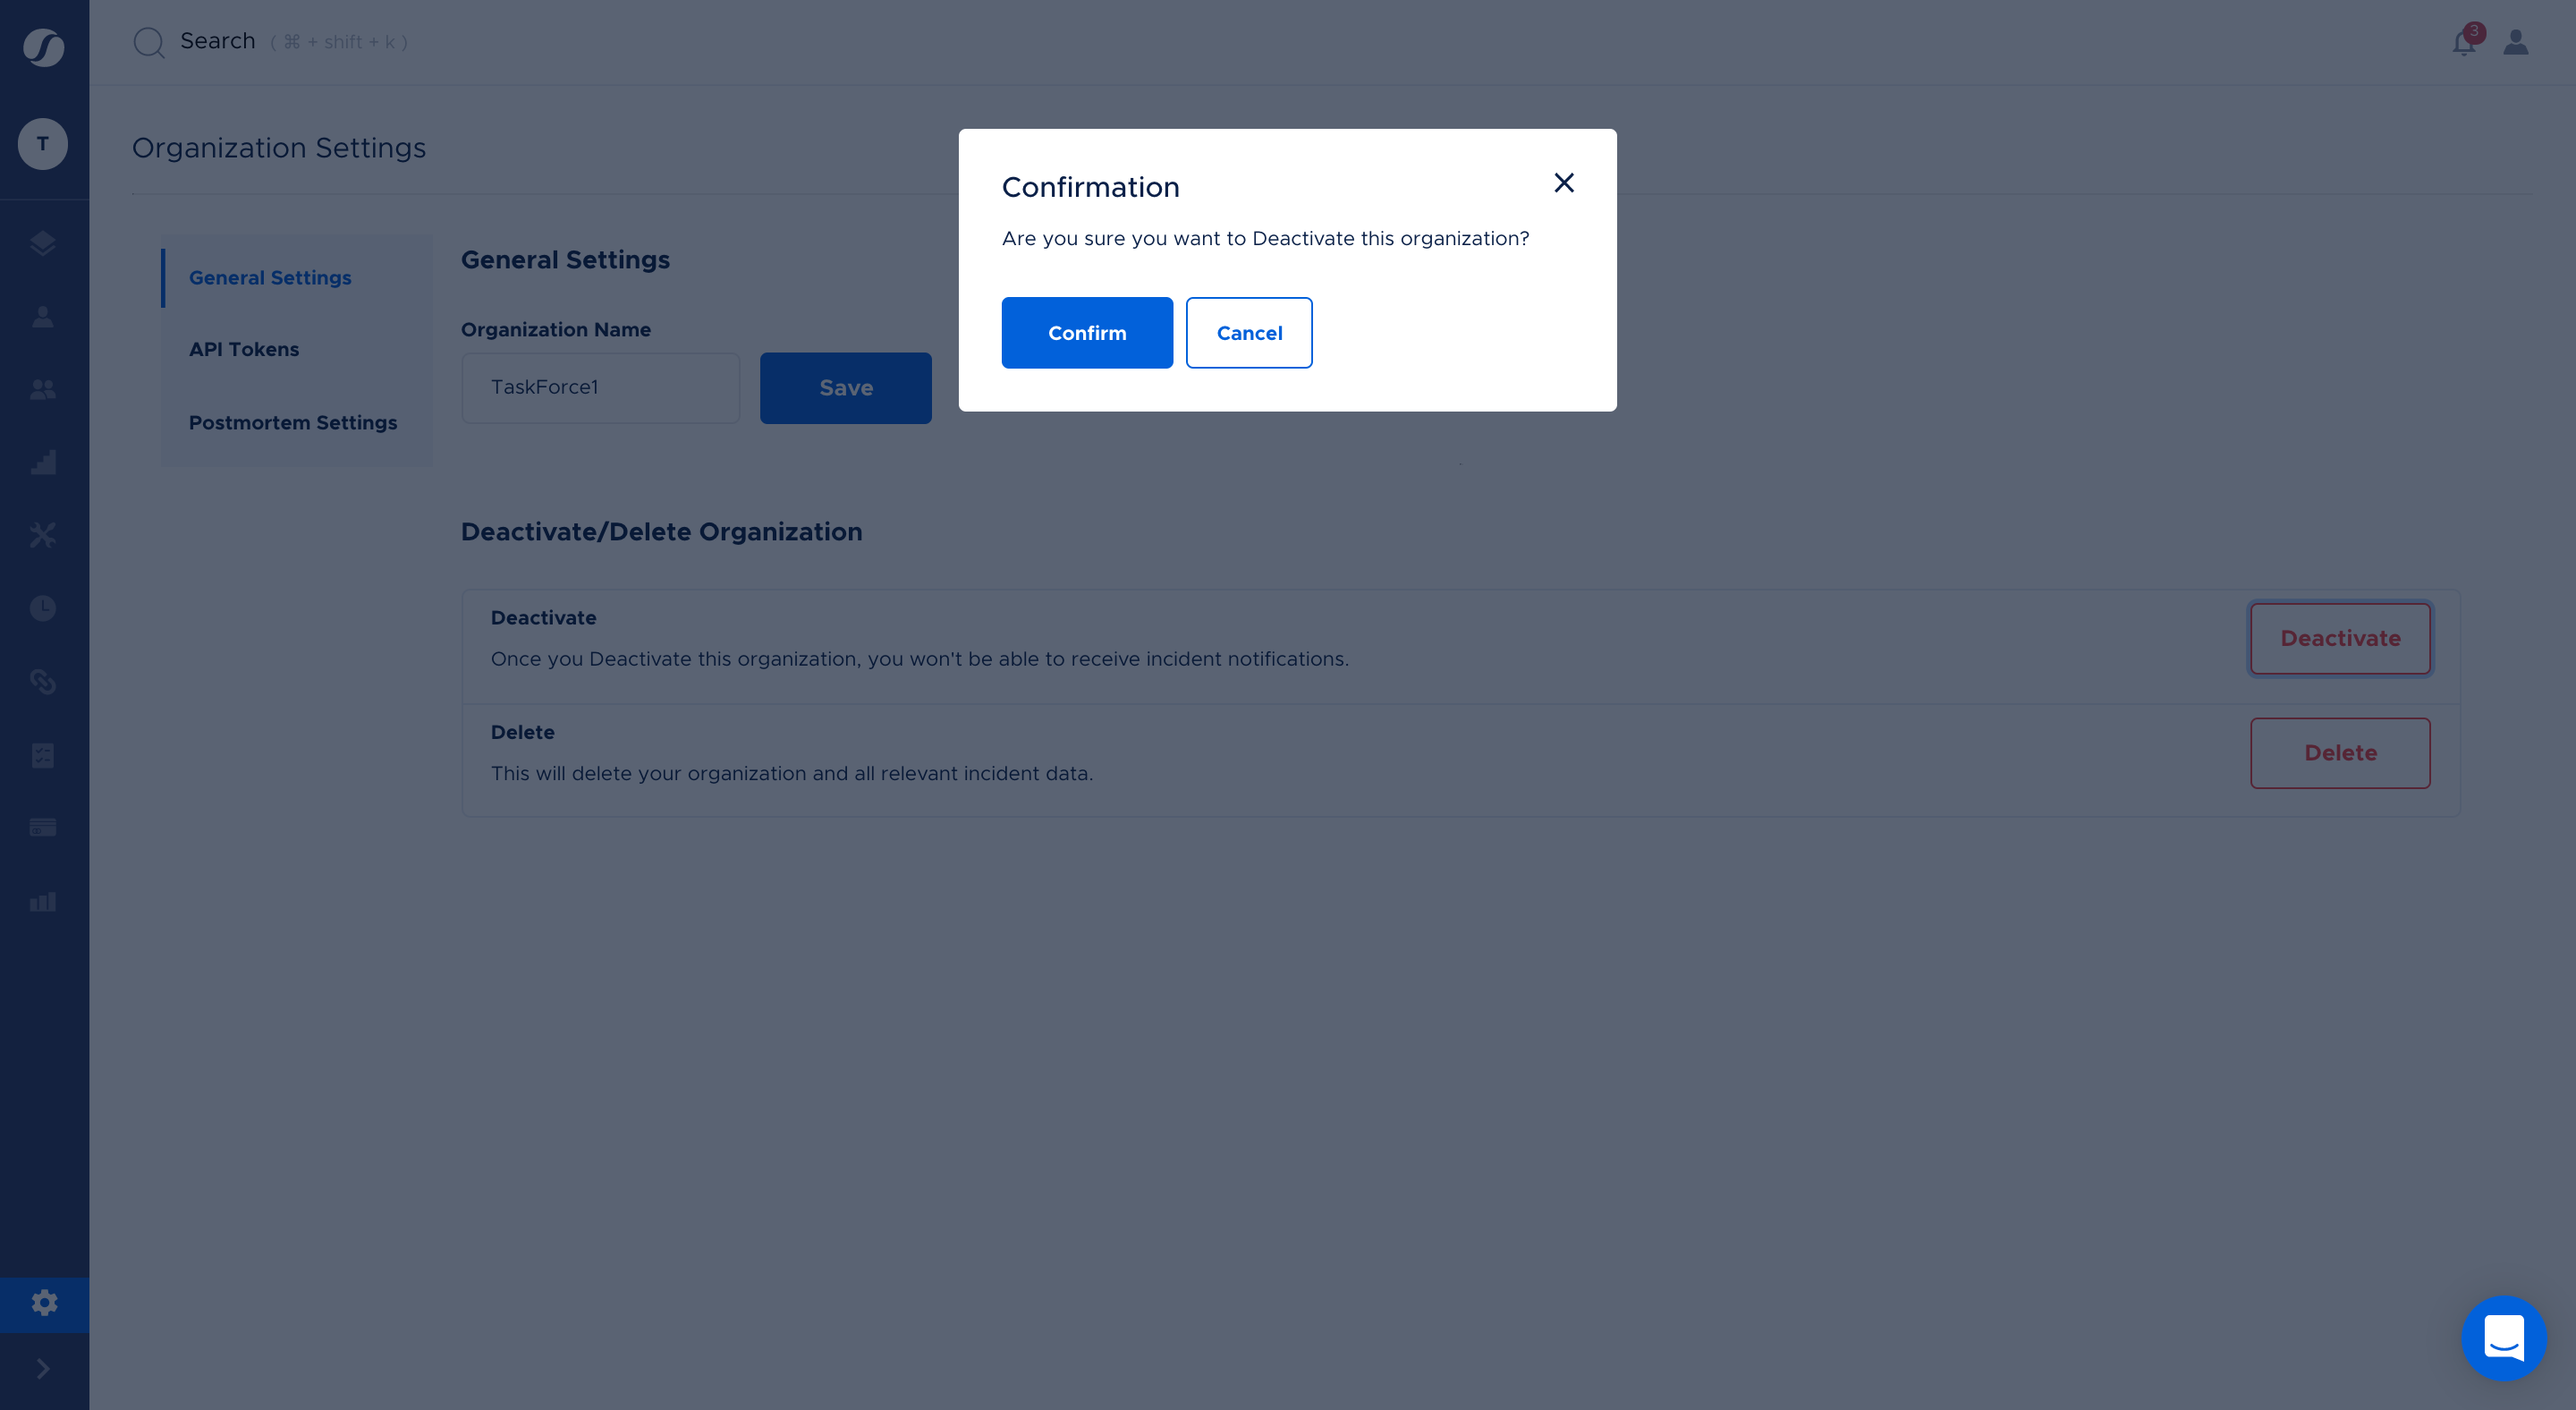 Search ( ⌘ + shift + k )
3
T
Organization Settings
Confirmation
Are you sure you want to Deactivate this organization?
Confirm
Cancel
General Settings
API Tokens
Postmortem Settings
General Settings
Organization Name
TaskForce1
Save
Deactivate/Delete Organization
Deactivate
Once you Deactivate this organization, you won't be able to receive incident notifications.
Deactivate
Delete
This will delete your organization and all relevant incident data.
Delete